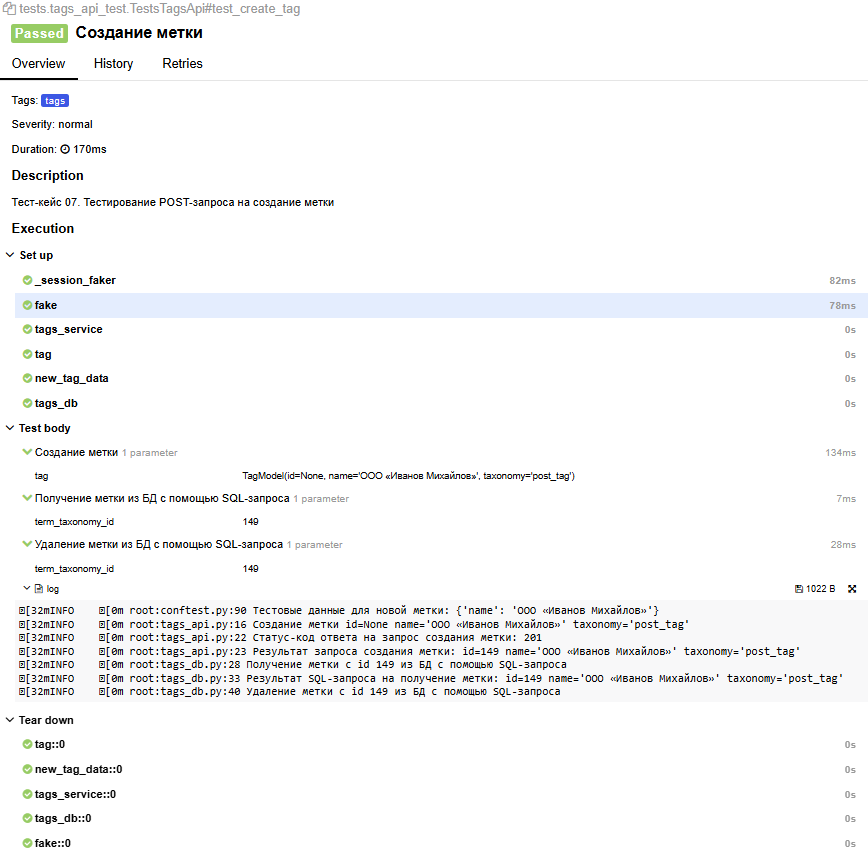 tests.tags_api_test.TestsTagsApi#test_create_tag
Passed Создание метки
Overview History Retries
Tags: tags
Severity: normal
Duration: 170ms
Description
Тест-кейс 07. Тестирование POST-запроса на создание метки
Execution
Set up
_session_faker 82ms
fake 78ms
tags_service 0s
tag 0s
new_tag_data 0s
tags_db 0s
Test body
Создание метки 1 parameter 134ms
tag TagModel(id=None, name='ООО «Иванов Михайлов»', taxonomy='post_tag')
Получение метки из БД с помощью SQL-запроса 1 parameter 7ms
term_taxonomy_id 149
Удаление метки из БД с помощью SQL-запроса 1 parameter 28ms
term_taxonomy_id 149
log 1022 B
[32mINFO [0m root:conftest.py:90 Тестовые данные для новой метки: {'name': 'ООО «Иванов Михайлов»'}
[32mINFO [0m root:tags_api.py:16 Создание метки id=None name='ООО «Иванов Михайлов»' taxonomy='post_tag'
[32mINFO [0m root:tags_api.py:22 Статус-код ответа на запрос создания метки: 201
[32mINFO [0m root:tags_api.py:23 Результат запроса создания метки: id=149 name='ООО «Иванов Михайлов»' taxonomy='post_tag'
[32mINFO [0m root:tags_db.py:28 Получение метки с id 149 из БД с помощью SQL-запроса
[32mINFO [0m root:tags_db.py:33 Результат SQL-запроса на получение метки: id=149 name='ООО «Иванов Михайлов»' taxonomy='post_tag'
[32mINFO [0m root:tags_db.py:40 Удаление метки с id 149 из БД с помощью SQL-запроса
Tear down
tag::0 0s
new_tag_data::0 0s
tags_service::0 0s
tags_db::0 0s
fake::0 0s